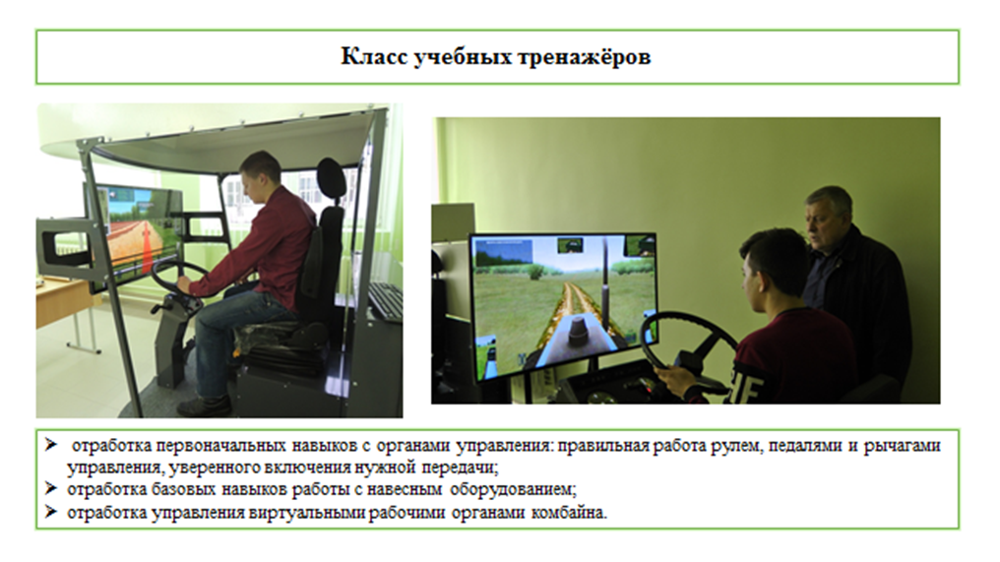 Класс учебных тренажёров
➤ отработка первоначальных навыков с органами управления: правильная работа рулем, педалями и рычагами
управления, уверенного включения нужной передачи;
➤ отработка базовых навыков работы с навесным оборудованием;
➤ отработка управления виртуальными рабочими органами комбайна.